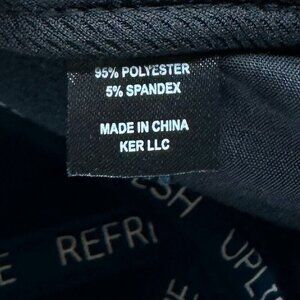 95% POLYESTER
5% SPANDEX
MADE IN CHINA
KER LLC